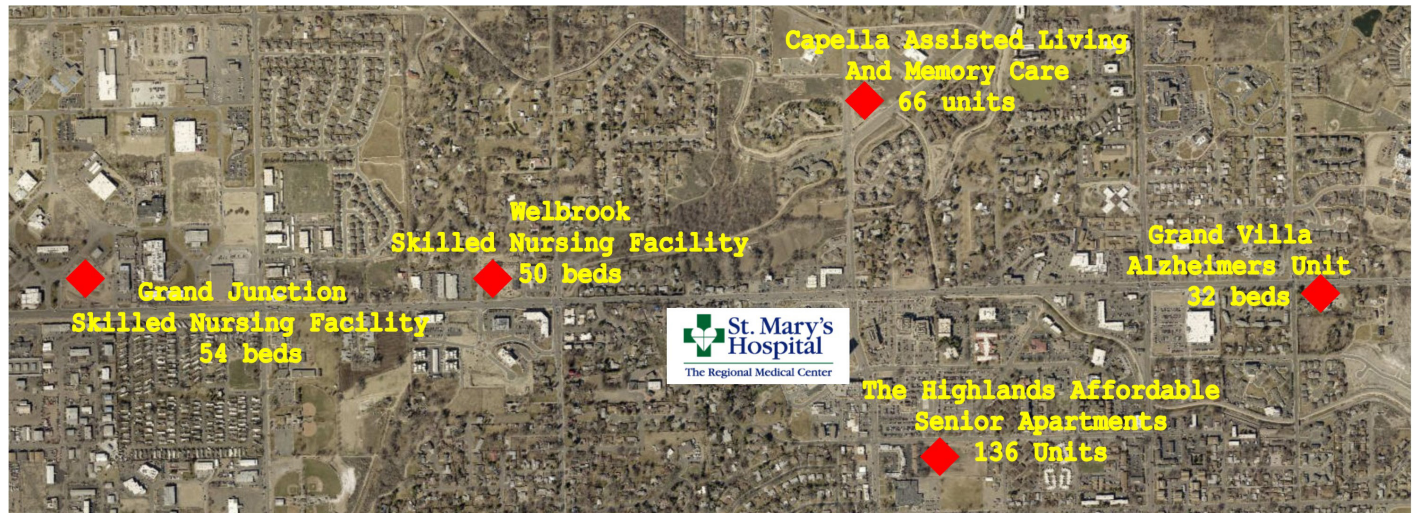 Capella Assisted Living
And Memory Care
66 units
Welbrook
Skilled Nursing Facility
50 beds
Grand Villa
Alzheimers Unit
32 beds
Grand Junction
Skilled Nursing Facility
54 beds
St. Mary's
Hospital
The Regional Medical Center
The Highlands Affordable
Senior Apartments
136 Units